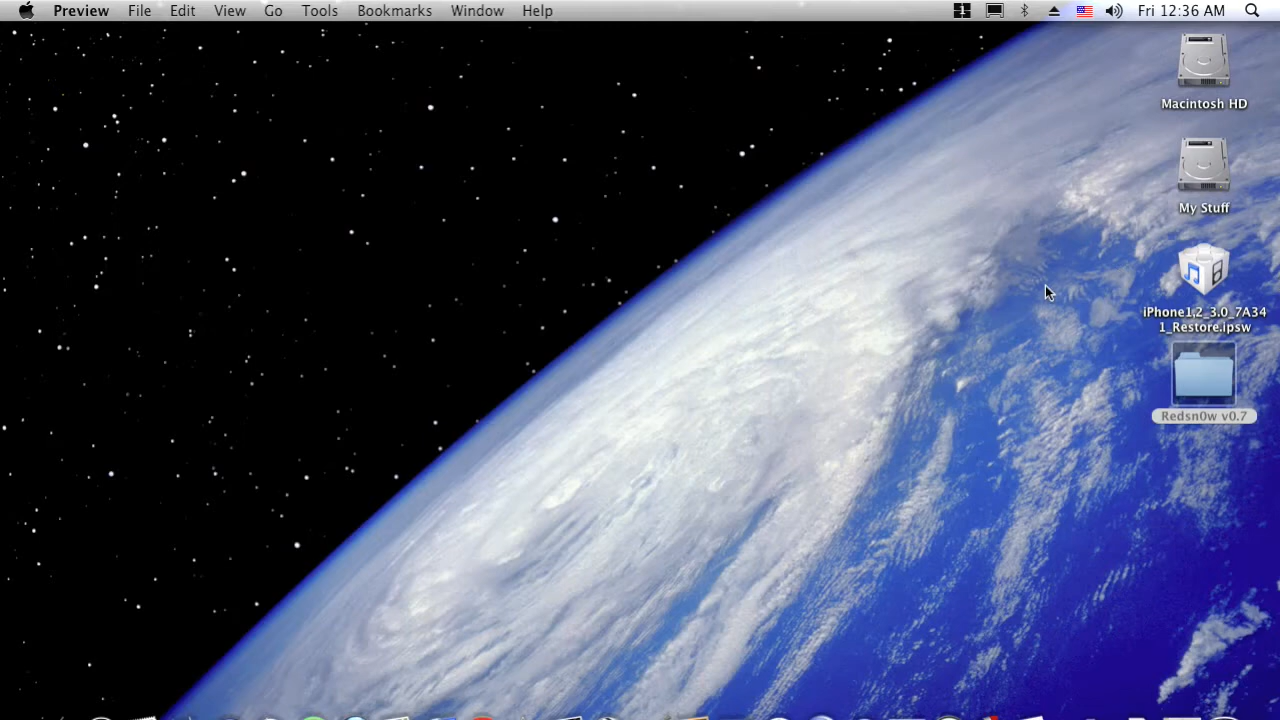 Preview File Edit View Go Tools Bookmarks Window Help 1 Fri 12:36 AM
Macintosh HD
My Stuff
iPhone1,2_3.0_7A34
1_Restore.ipsw
Redsn0w v0.7